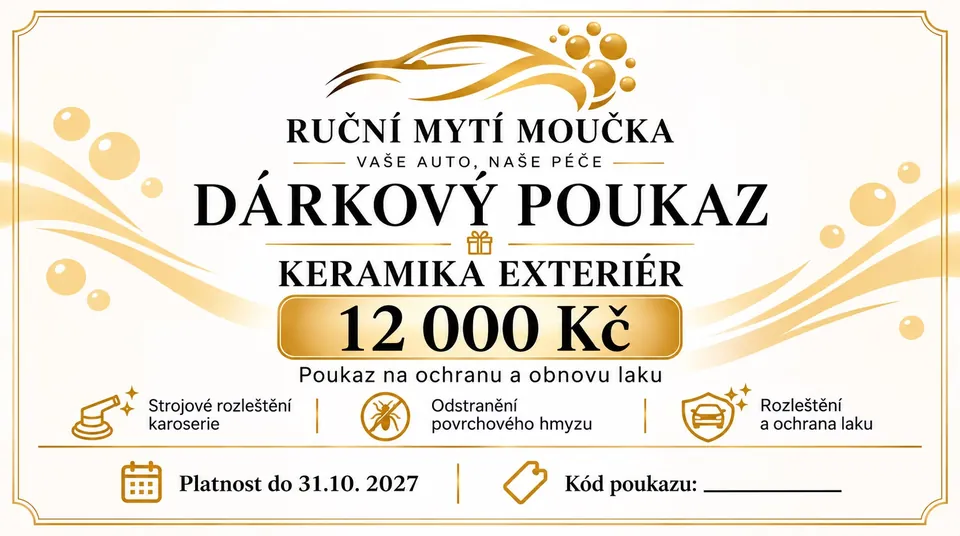 RUČNÍ MYTÍ MOUČKA
VAŠE AUTO, NAŠE PÉČE
DÁRKOVÝ POUKAZ
KERAMIKA EXTERIÉR
12 000 Kč
Poukaz na ochranu a obnovu laku
Strojové rozleštění
karoserie
Odstranění
povrchového hmyzu
Rozleštění
a ochrana laku
Platnost do 31.10. 2027
Kód poukazu: ____________